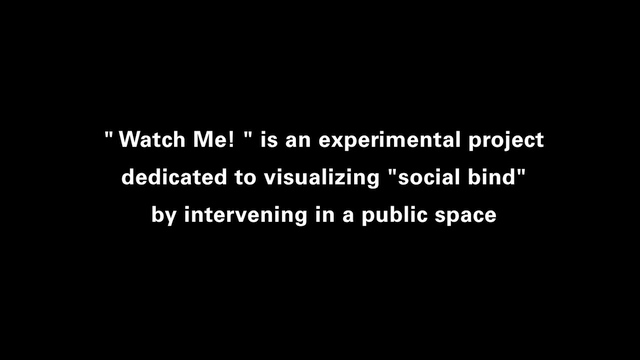 " Watch Me! " is an experimental project
dedicated to visualizing "social bind"
by intervening in a public space